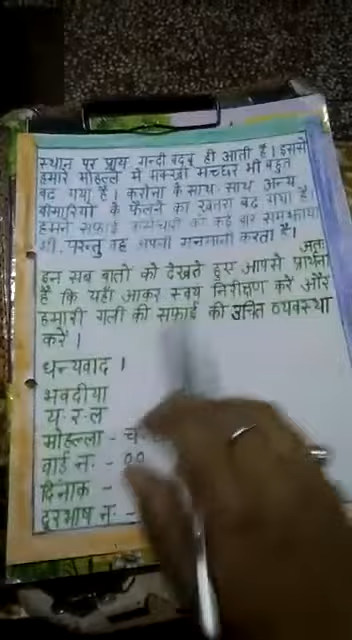 स्थान पर प्राय गन्दी बदबू ही आती है। इससे
हमारे मोहल्ले में मक्खी मच्छर भी बहुत
बढ़ गया है। करोना के साथ-साथ अन्य
बीमारियों के फैलने का खतरा बढ़ गया है।
हमने सफाई कर्मचारी को कई बार समझाया
भी, परन्तु वह अपनी मनमानी करता है।
अतः
इन सब बातो को देखते हुए आपसे प्रार्थना
है कि यहाँ आकर स्वय निरीक्षण करें और
हमारी गली की सफाई की उचित व्यवस्था
करें।
धन्यवाद ।
भवदीया
य.र.ल
मोहल्ला -
वार्ड न. -
दिनाक -
दूरभाष न. -